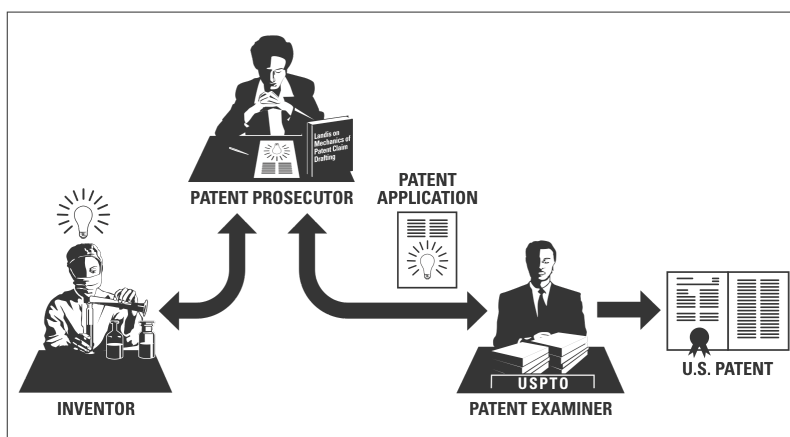 Landis on
Mechanics of
Patent Claim
Drafting
PATENT PROSECUTOR
PATENT
APPLICATION
INVENTOR
USPTO
PATENT EXAMINER
U.S. PATENT